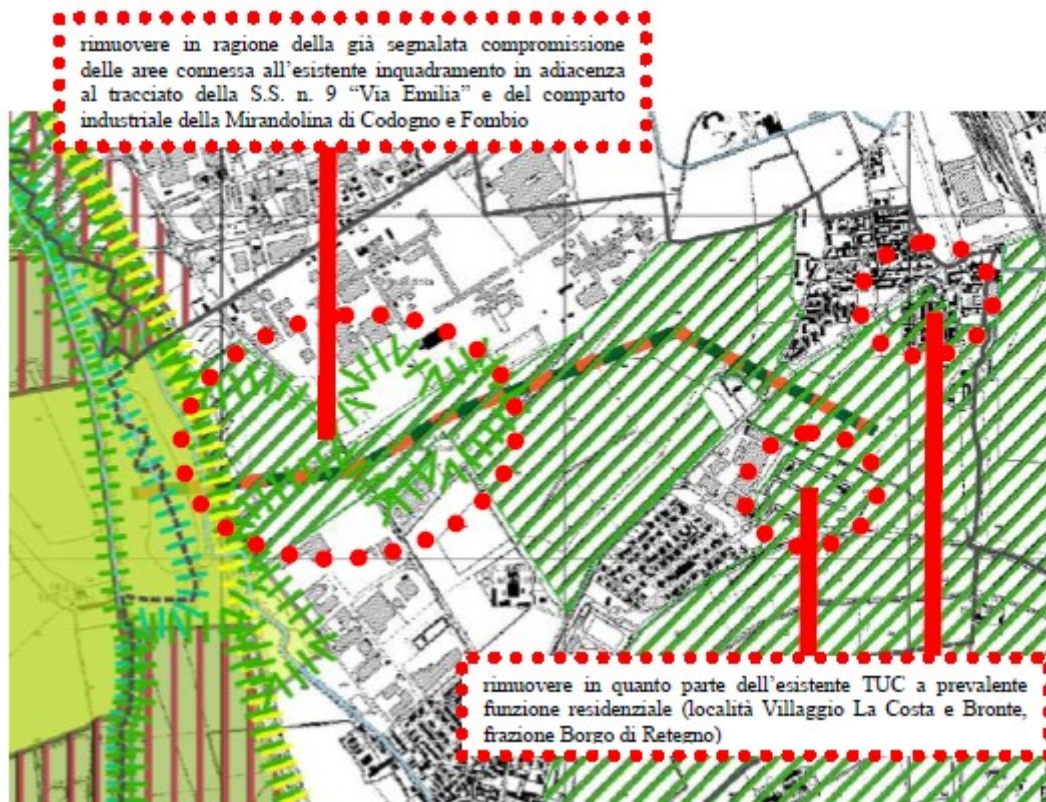 rimuovere in ragione della già segnalata compromissione
delle aree connessa all’esistente inquadramento in adiacenza
al tracciato della S.S. n. 9 “Via Emilia” e del comparto
industriale della Mirandolina di Codogno e Fombio
rimuovere in quanto parte dell’esistente TUC a prevalente
funzione residenziale (località Villaggio La Costa e Bronte,
frazione Borgo di Retegno)